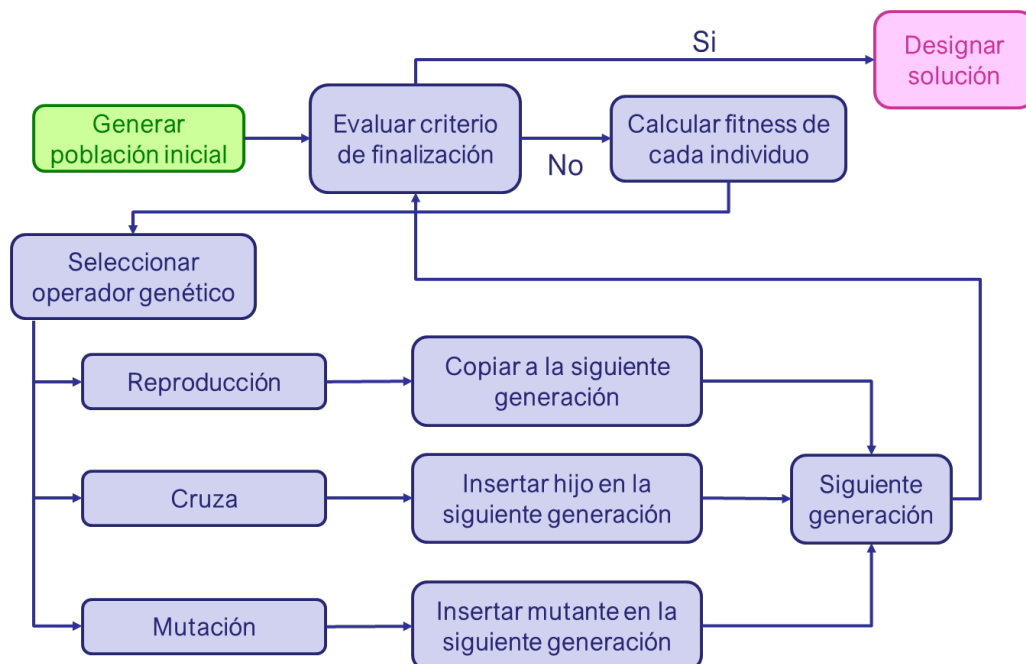 Si
Designar
solución
Generar
población inicial
Evaluar criterio
de finalización
No
Calcular fitness de
cada individuo
Seleccionar
operador genético
Reproducción
Copiar a la siguiente
generación
Cruza
Insertar hijo en la
siguiente generación
Siguiente
generación
Mutación
Insertar mutante en la
siguiente generación